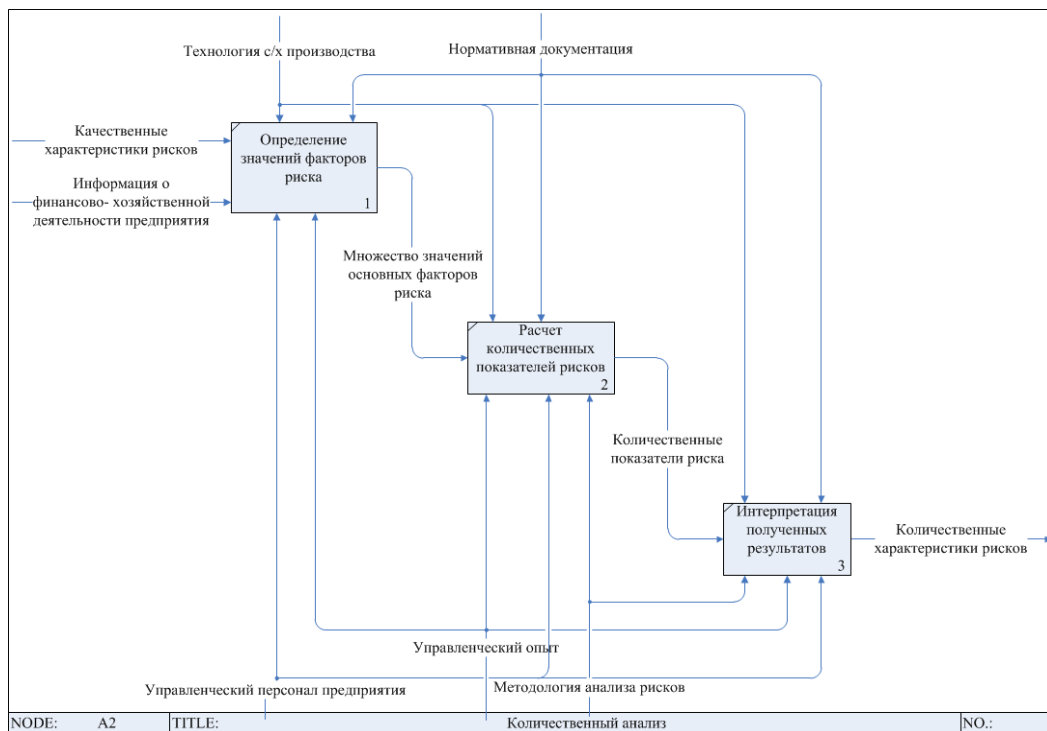 Технология с/х производства
Нормативная документация
Качественные
характеристики рисков
Информация о
финансово- хозяйственной
деятельности предприятия
Определение
значений факторов
риска
1
Множество значений
основных факторов
риска
Расчет
количественных
показателей рисков
2
Количественные
показатели риска
Интерпретация
полученных
результатов
3
Количественные
характеристики рисков
Управленческий опыт
Управленческий персонал предприятия
Методология анализа рисков
NODE: A2 TITLE: Количественный анализ NO.: